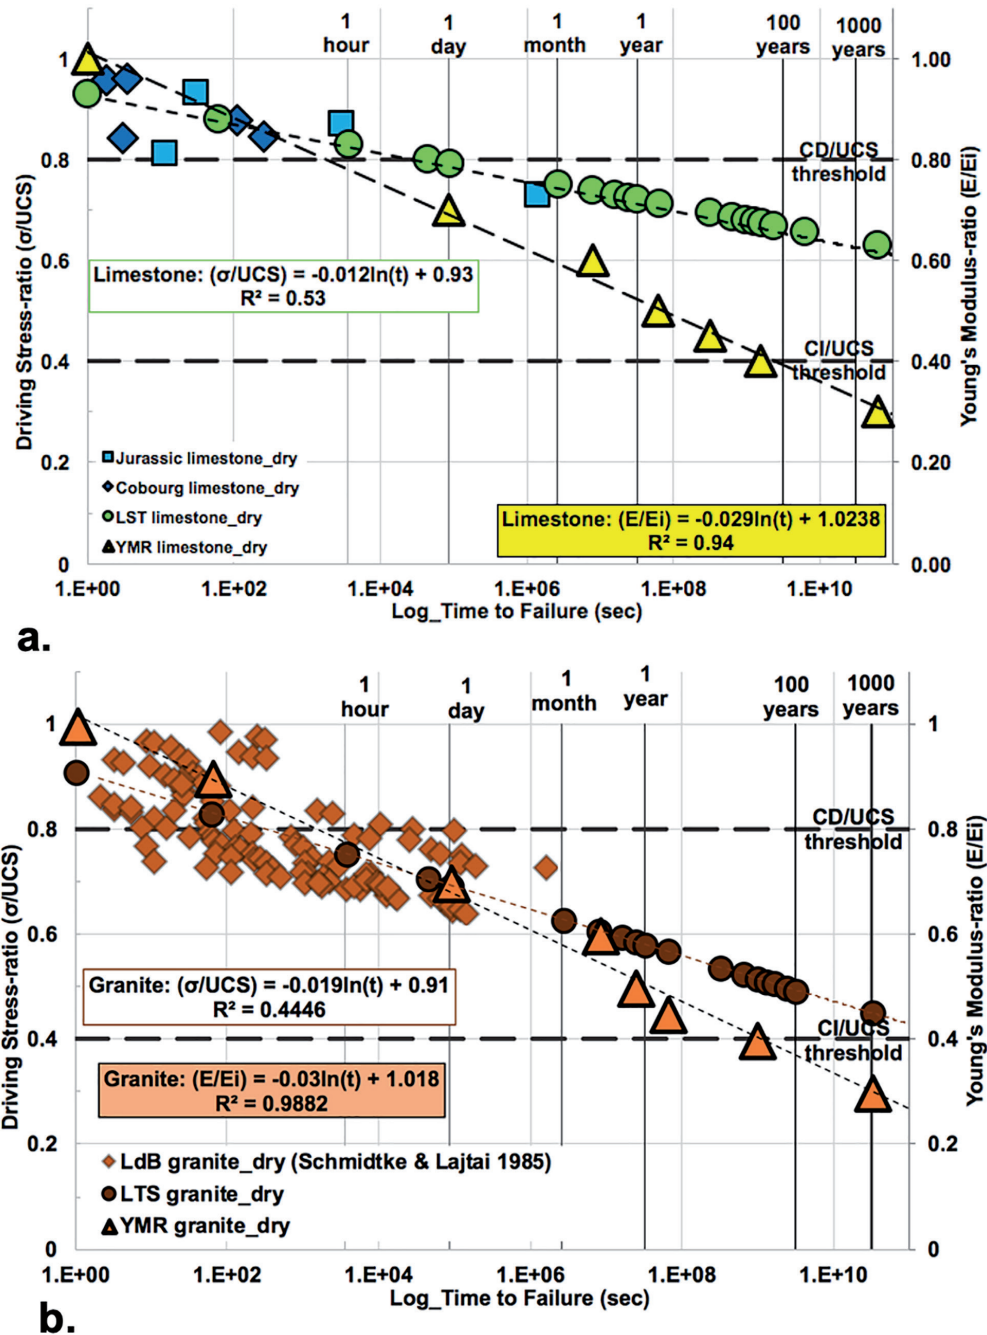 1 hour
1 day
1 month
1 year
100 years
1000 years
1
0.8
0.6
0.4
0.2
0
1.00
0.80
0.60
0.40
0.20
0.00
Driving Stress-ratio (σ/UCS)
Young's Modulus-ratio (E/Ei)
CD/UCS
threshold
Limestone: (σ/UCS) = -0.012ln(t) + 0.93
R² = 0.53
CI/UCS
threshold
Jurassic limestone_dry
Cobourg limestone_dry
LST limestone_dry
YMR limestone_dry
Limestone: (E/Ei) = -0.029ln(t) + 1.0238
R² = 0.94
1.E+00 1.E+02 1.E+04 1.E+06 1.E+08 1.E+10
Log_Time to Failure (sec)
a.
1 hour
1 day
1 month
1 year
100 years
1000 years
1
0.8
0.6
0.4
0.2
0
1
0.8
0.6
0.4
0.2
0
Driving Stress-ratio (σ/UCS)
Young's Modulus-ratio (E/Ei)
CD/UCS
threshold
Granite: (σ/UCS) = -0.019ln(t) + 0.91
R² = 0.4446
CI/UCS
threshold
Granite: (E/Ei) = -0.03ln(t) + 1.018
R² = 0.9882
LdB granite_dry (Schmidtke & Lajtai 1985)
LTS granite_dry
YMR granite_dry
1.E+00 1.E+02 1.E+04 1.E+06 1.E+08 1.E+10
Log_Time to Failure (sec)
b.